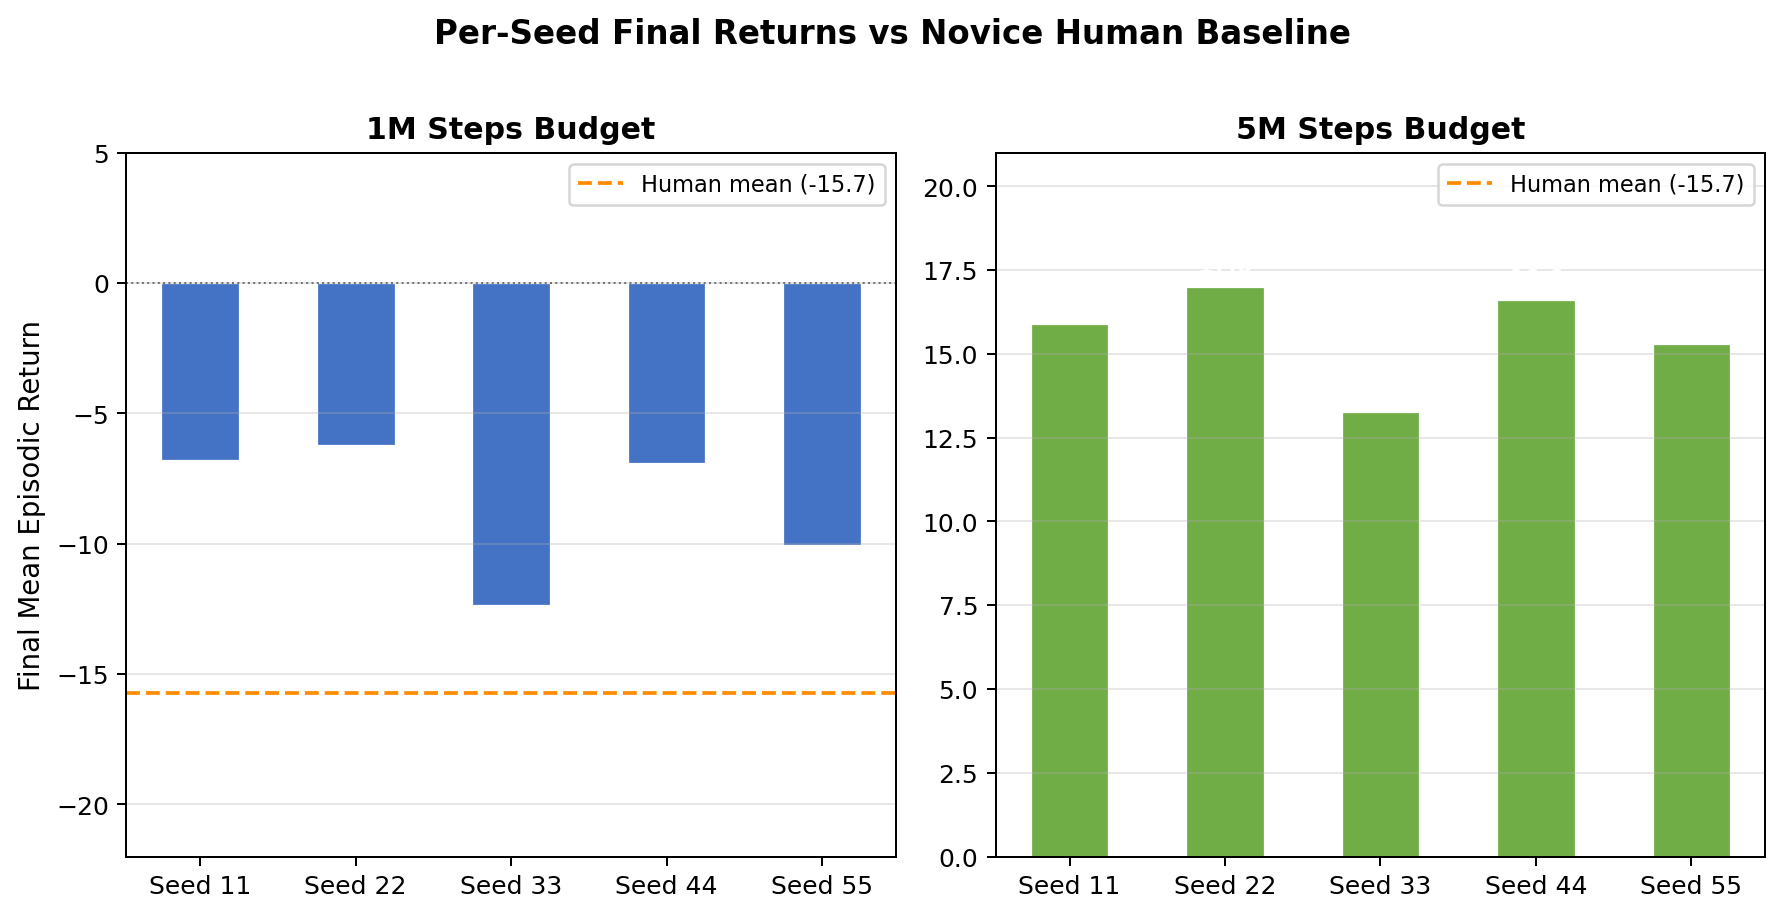 Per-Seed Final Returns vs Novice Human Baseline
1M Steps Budget
Final Mean Episodic Return
5
0
−5
−10
−15
−20
Human mean (-15.7)
Seed 11
Seed 22
Seed 33
Seed 44
Seed 55
5M Steps Budget
20.0
17.5
15.0
12.5
10.0
7.5
5.0
2.5
0.0
Human mean (-15.7)
Seed 11
Seed 22
Seed 33
Seed 44
Seed 55